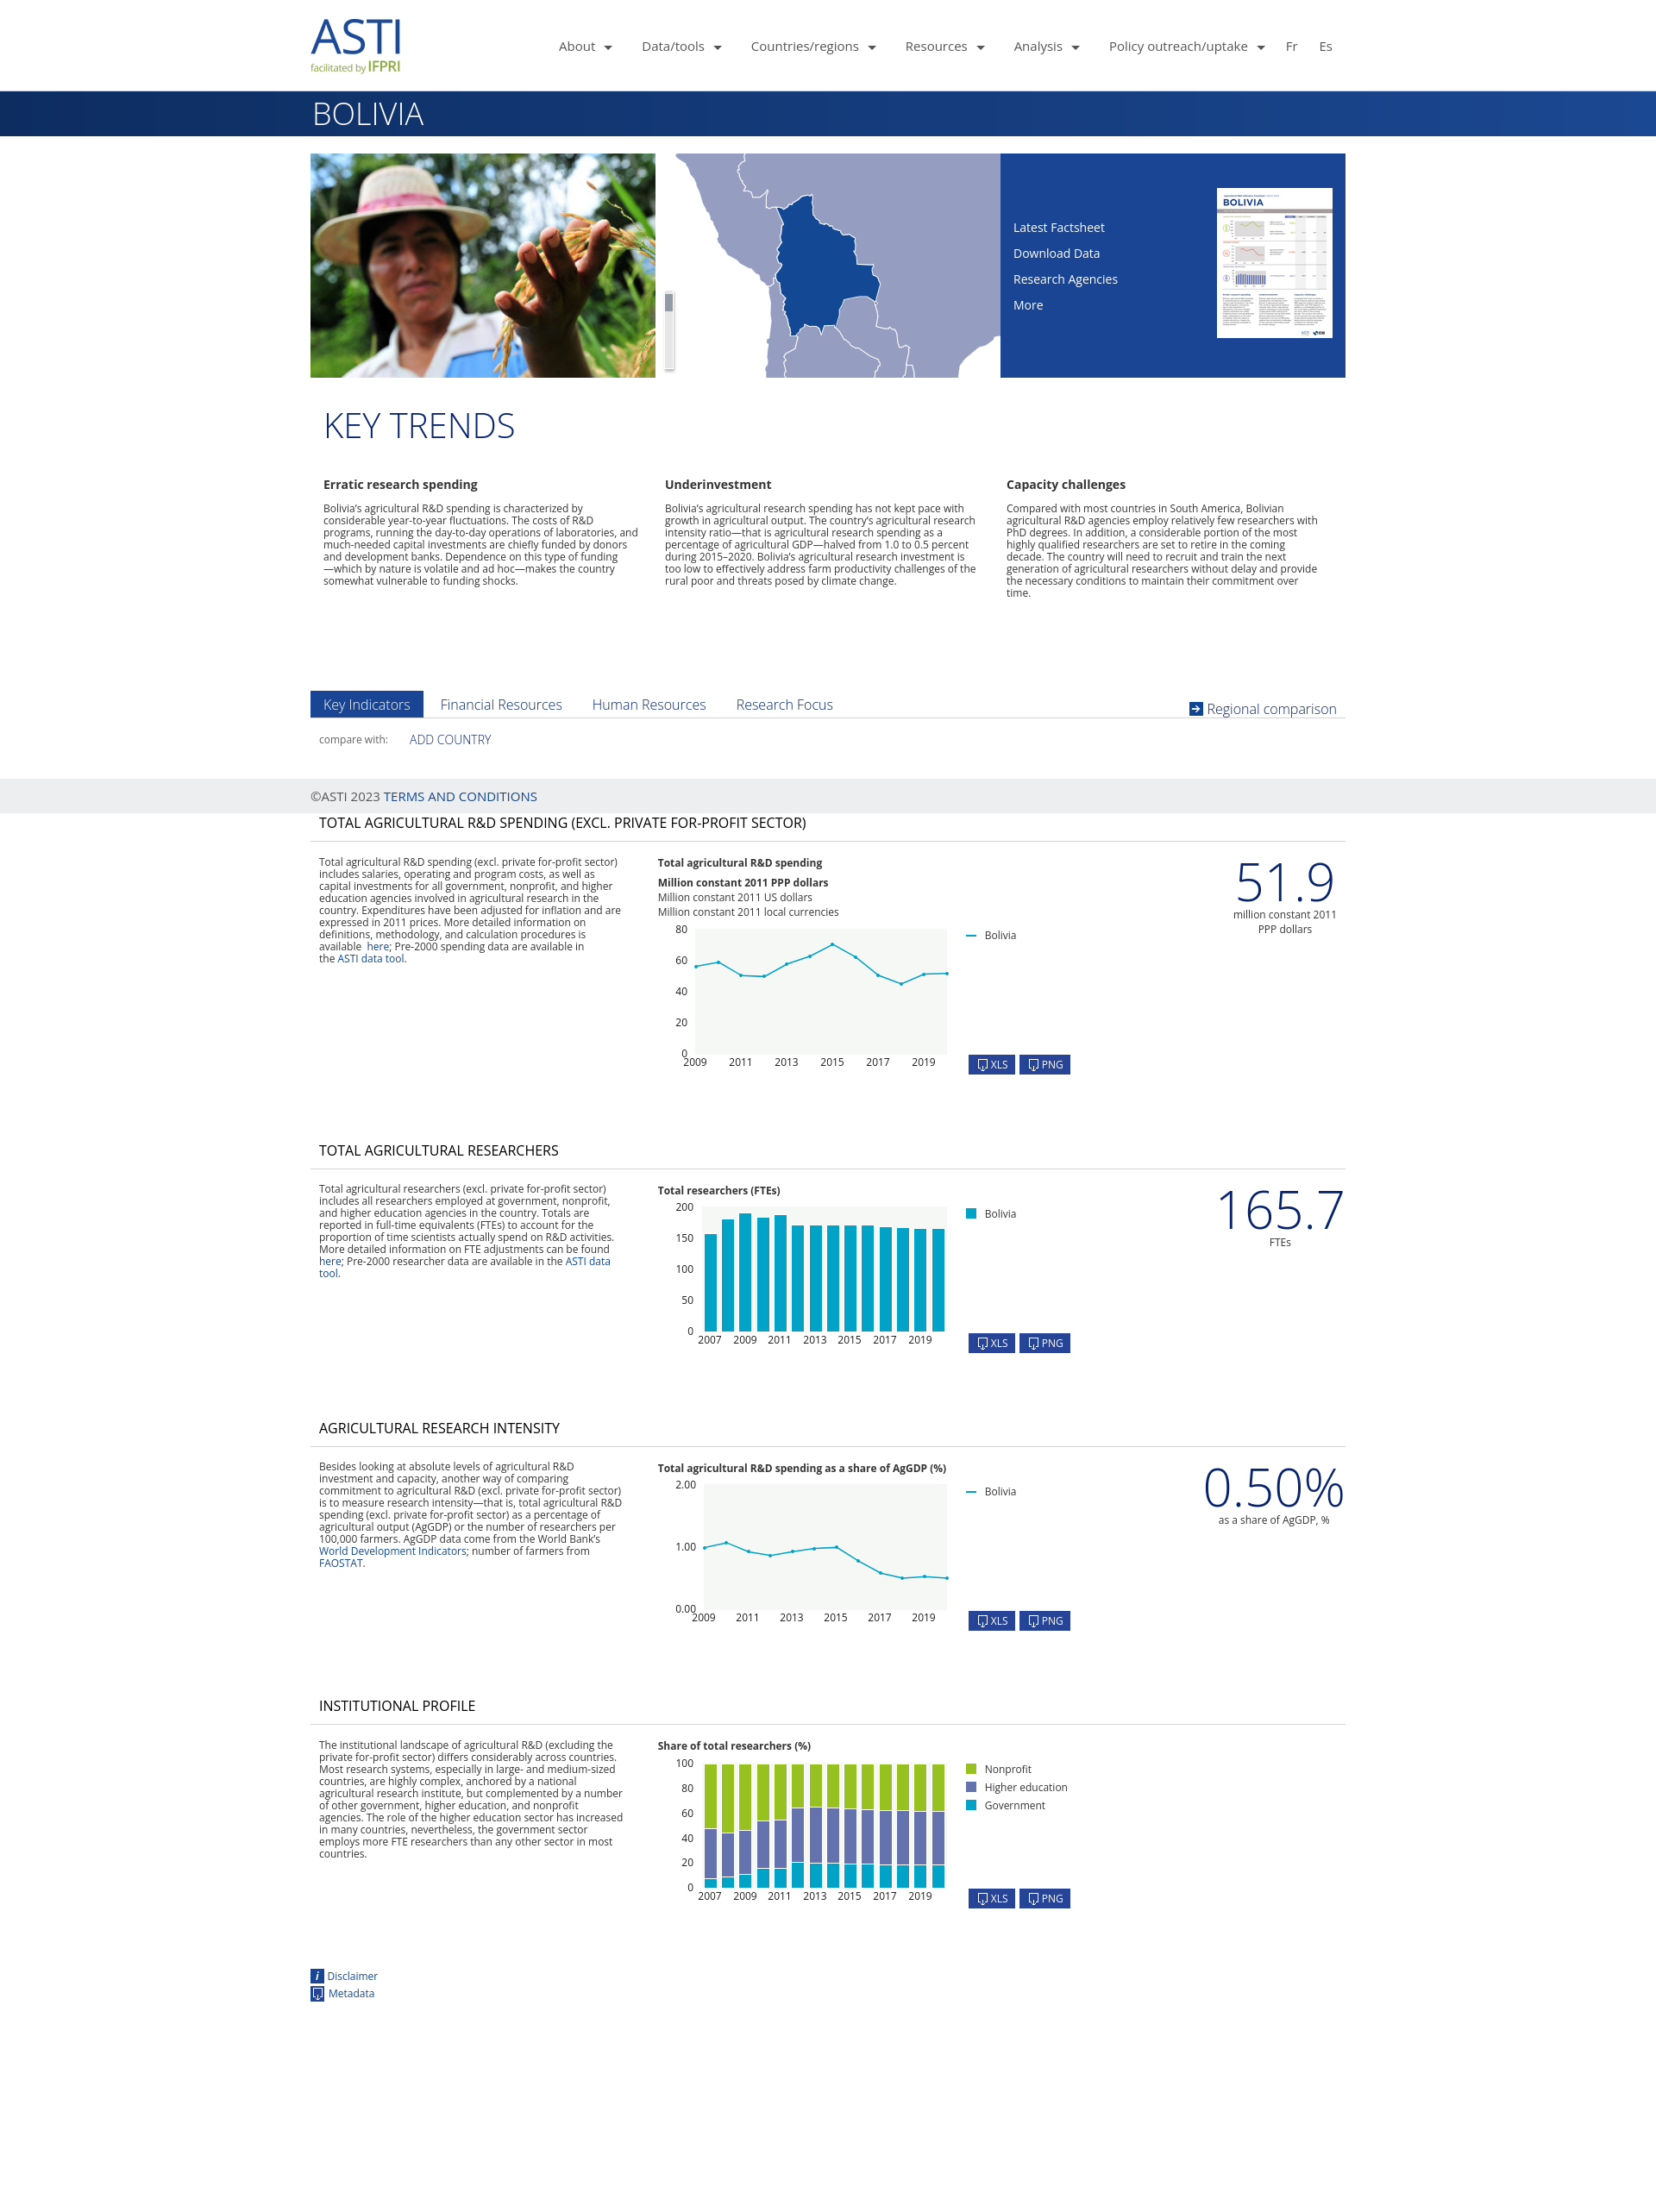 ASTI
facilitated by IFPRI
About
Data/tools
Countries/regions
Resources
Analysis
Policy outreach/uptake
Fr
Es
BOLIVIA
Latest Factsheet
Download Data
Research Agencies
More
BOLIVIA
KEY TRENDS
Erratic research spending
Bolivia’s agricultural R&D spending is characterized by
considerable year-to-year fluctuations. The costs of R&D
programs, running the day-to-day operations of laboratories, and
much-needed capital investments are chiefly funded by donors
and development banks. Dependence on this type of funding
—which by nature is volatile and ad hoc—makes the country
somewhat vulnerable to funding shocks.
Underinvestment
Bolivia’s agricultural research spending has not kept pace with
growth in agricultural output. The country’s agricultural research
intensity ratio—that is agricultural research spending as a
percentage of agricultural GDP—halved from 1.0 to 0.5 percent
during 2015–2020. Bolivia’s agricultural research investment is
too low to effectively address farm productivity challenges of the
rural poor and threats posed by climate change.
Capacity challenges
Compared with most countries in South America, Bolivian
agricultural R&D agencies employ relatively few researchers with
PhD degrees. In addition, a considerable portion of the most
highly qualified researchers are set to retire in the coming
decade. The country will need to recruit and train the next
generation of agricultural researchers without delay and provide
the necessary conditions to maintain their commitment over
time.
Key Indicators
Financial Resources
Human Resources
Research Focus
Regional comparison
compare with: ADD COUNTRY
©ASTI 2023 TERMS AND CONDITIONS
TOTAL AGRICULTURAL R&D SPENDING (EXCL. PRIVATE FOR-PROFIT SECTOR)
Total agricultural R&D spending (excl. private for-profit sector)
includes salaries, operating and program costs, as well as
capital investments for all government, nonprofit, and higher
education agencies involved in agricultural research in the
country. Expenditures have been adjusted for inflation and are
expressed in 2011 prices. More detailed information on
definitions, methodology, and calculation procedures is
available here; Pre-2000 spending data are available in
the ASTI data tool.
Total agricultural R&D spending
Million constant 2011 PPP dollars
Million constant 2011 US dollars
Million constant 2011 local currencies
80
60
40
20
0
2009 2011 2013 2015 2017 2019
Bolivia
XLS PNG
51.9
million constant 2011
PPP dollars
TOTAL AGRICULTURAL RESEARCHERS
Total agricultural researchers (excl. private for-profit sector)
includes all researchers employed at government, nonprofit,
and higher education agencies in the country. Totals are
reported in full-time equivalents (FTEs) to account for the
proportion of time scientists actually spend on R&D activities.
More detailed information on FTE adjustments can be found
here; Pre-2000 researcher data are available in the ASTI data
tool.
Total researchers (FTEs)
200
150
100
50
0
2007 2009 2011 2013 2015 2017 2019
Bolivia
XLS PNG
165.7
FTEs
AGRICULTURAL RESEARCH INTENSITY
Besides looking at absolute levels of agricultural R&D
investment and capacity, another way of comparing
commitment to agricultural R&D (excl. private for-profit sector)
is to measure research intensity—that is, total agricultural R&D
spending (excl. private for-profit sector) as a percentage of
agricultural output (AgGDP) or the number of researchers per
100,000 farmers. AgGDP data come from the World Bank’s
World Development Indicators; number of farmers from
FAOSTAT.
Total agricultural R&D spending as a share of AgGDP (%)
2.00
1.00
0.00
2009 2011 2013 2015 2017 2019
Bolivia
XLS PNG
0.50%
as a share of AgGDP, %
INSTITUTIONAL PROFILE
The institutional landscape of agricultural R&D (excluding the
private for-profit sector) differs considerably across countries.
Most research systems, especially in large- and medium-sized
countries, are highly complex, anchored by a national
agricultural research institute, but complemented by a number
of other government, higher education, and nonprofit
agencies. The role of the higher education sector has increased
in many countries, nevertheless, the government sector
employs more FTE researchers than any other sector in most
countries.
Share of total researchers (%)
100
80
60
40
20
0
2007 2009 2011 2013 2015 2017 2019
Nonprofit
Higher education
Government
XLS PNG
i Disclaimer
Metadata